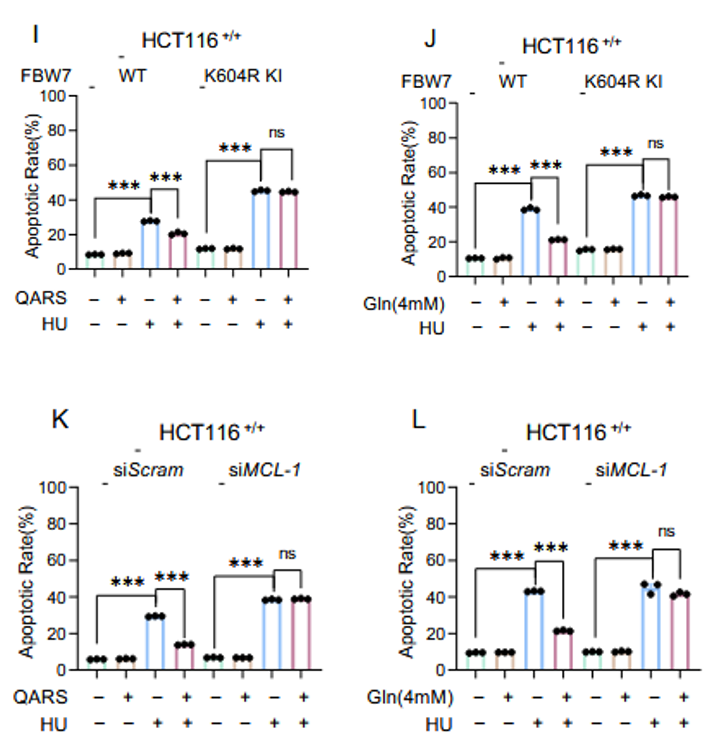 I
HCT116 +/+
FBW7 WT K604R KI
Apoptotic Rate(%)
100
80
60
40
20
0
*** *** *** ns
QARS – + – + – + – +
HU – – + + – – + +
J
HCT116 +/+
FBW7 WT K604R KI
Apoptotic Rate(%)
100
80
60
40
20
0
*** *** *** ns
Gln(4mM) – + – + – + – +
HU – – + + – – + +
K
HCT116 +/+
siScram siMCL-1
Apoptotic Rate(%)
100
80
60
40
20
0
*** *** *** ns
QARS – + – + – + – +
HU – – + + – – + +
L
HCT116 +/+
siScram siMCL-1
Apoptotic Rate(%)
100
80
60
40
20
0
*** *** *** ns
Gln(4mM) – + – + – + – +
HU – – + + – – + +